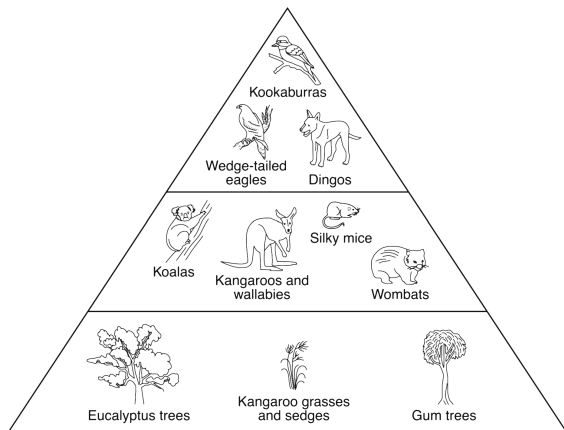 Kookaburras
Wedge-tailed
eagles
Dingos
Koalas
Kangaroos and
wallabies
Silky mice
Wombats
Eucalyptus trees
Kangaroo grasses
and sedges
Gum trees